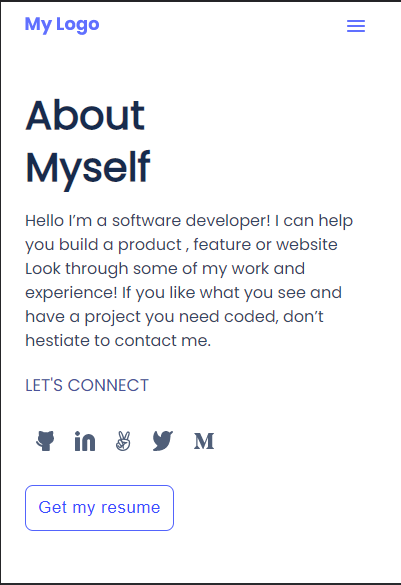 My Logo
About
Myself
Hello I’m a software developer! I can help
you build a product , feature or website
Look through some of my work and
experience! If you like what you see and
have a project you need coded, don’t
hestiate to contact me.
LET'S CONNECT
Get my resume